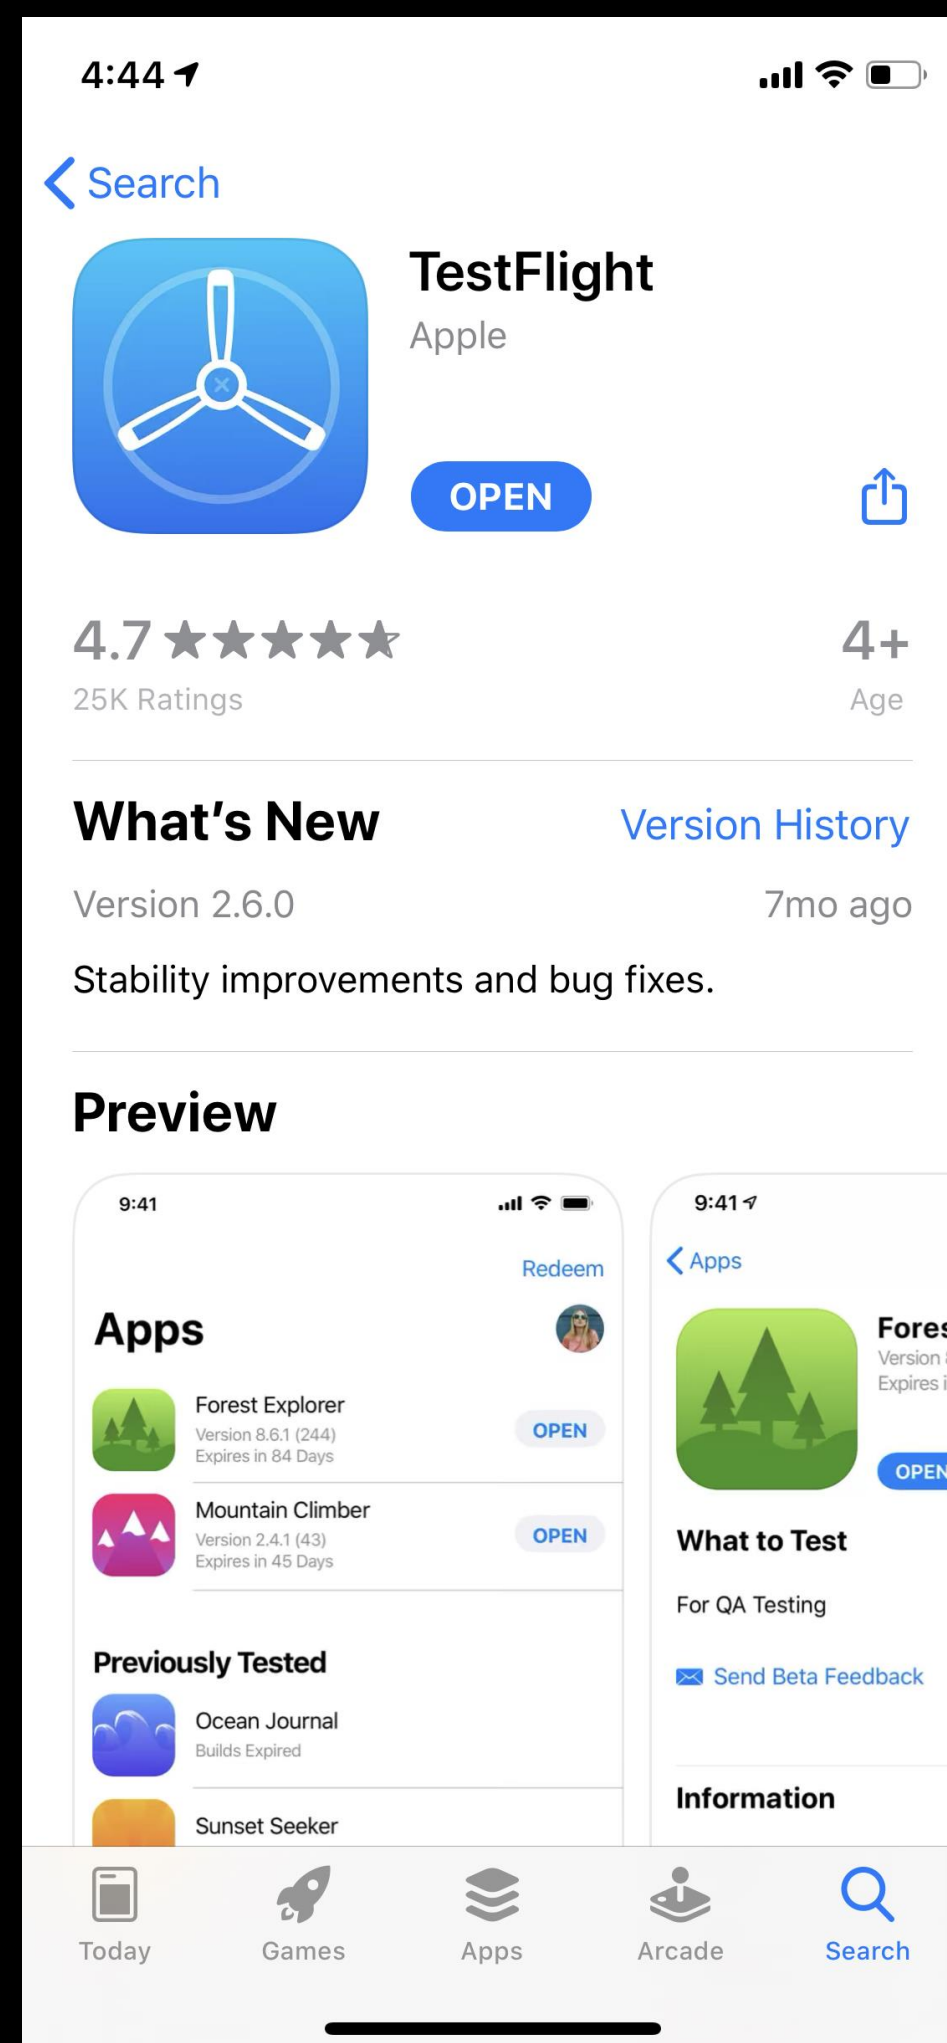 4:44
Search
TestFlight
Apple
OPEN
4.7
4+
25K Ratings
Age
What's New
Version History
Version 2.6.0
7mo ago
Stability improvements and bug fixes.
Preview
9:41
Redeem
Apps
Forest Explorer
Version 8.6.1 (244)
Expires in 84 Days
OPEN
Mountain Climber
Version 2.4.1 (43)
Expires in 45 Days
OPEN
Previously Tested
Ocean Journal
Builds Expired
Sunset Seeker
9:41
Apps
Fores
Version
Expires i
OPEN
What to Test
For QA Testing
Send Beta Feedback
Information
Today
Games
Apps
Arcade
Search